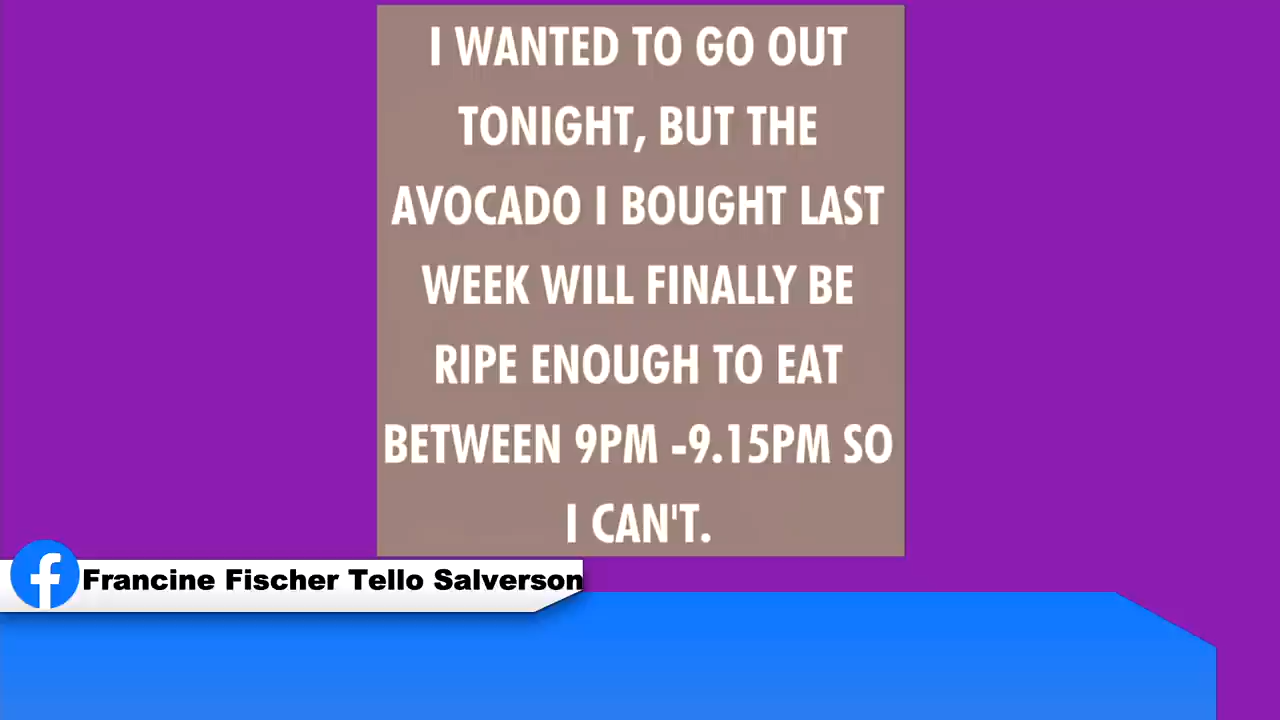 I WANTED TO GO OUT
TONIGHT, BUT THE
AVOCADO I BOUGHT LAST
WEEK WILL FINALLY BE
RIPE ENOUGH TO EAT
BETWEEN 9PM -9.15PM SO
I CAN'T.
Francine Fischer Tello Salverson